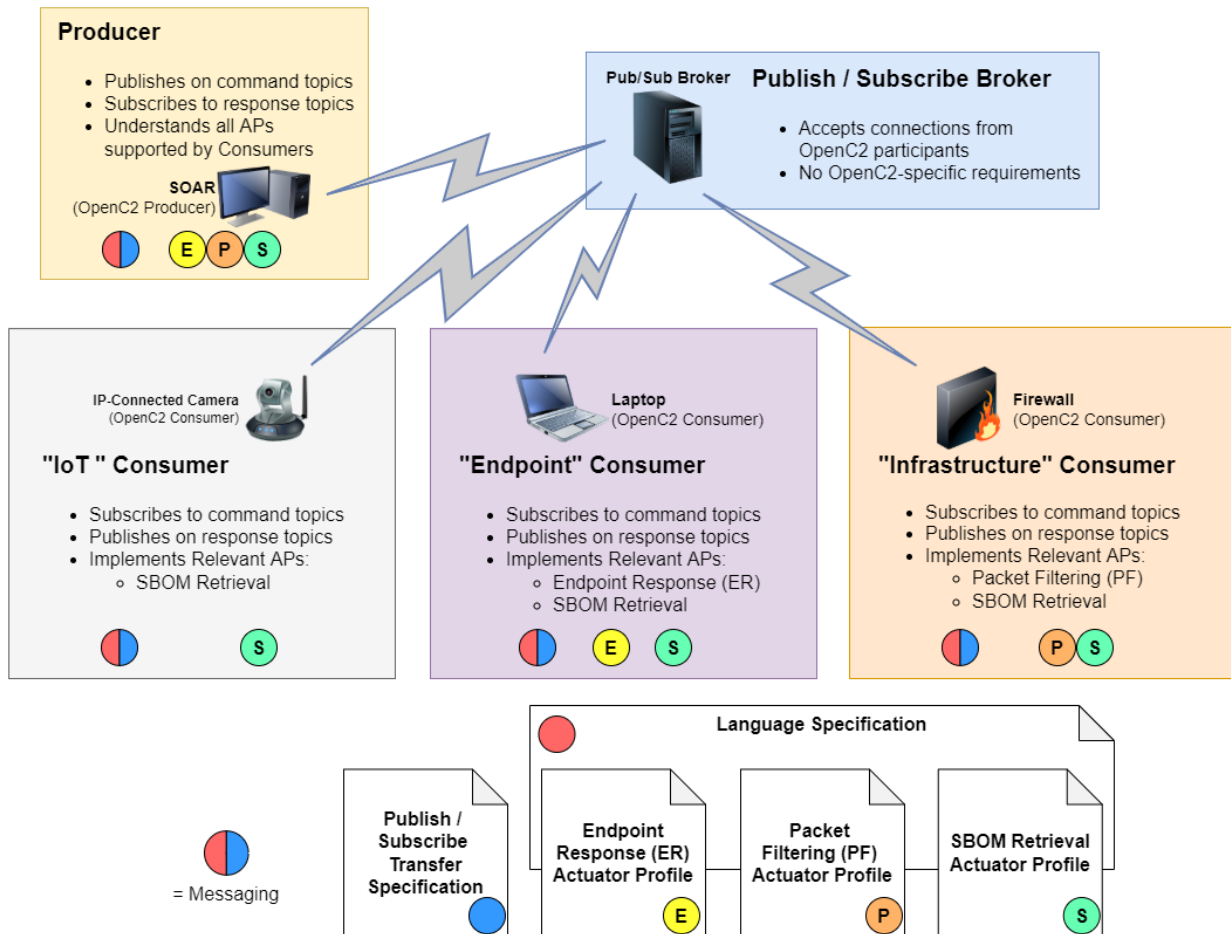 Producer
• Publishes on command topics
• Subscribes to response topics
• Understands all APs
supported by Consumers
SOAR
(OpenC2 Producer)
E P S
Pub/Sub Broker
Publish / Subscribe Broker
• Accepts connections from
OpenC2 participants
• No OpenC2-specific requirements
IP-Connected Camera
(OpenC2 Consumer)
"IoT " Consumer
• Subscribes to command topics
• Publishes on response topics
• Implements Relevant APs:
○ SBOM Retrieval
S
Laptop
(OpenC2 Consumer)
"Endpoint" Consumer
• Subscribes to command topics
• Publishes on response topics
• Implements Relevant APs:
○ Endpoint Response (ER)
○ SBOM Retrieval
E S
Firewall
(OpenC2 Consumer)
"Infrastructure" Consumer
• Subscribes to command topics
• Publishes on response topics
• Implements Relevant APs:
○ Packet Filtering (PF)
○ SBOM Retrieval
P S
= Messaging
Language Specification
Publish /
Subscribe
Transfer
Specification
Endpoint
Response (ER)
Actuator Profile
E
Packet
Filtering (PF)
Actuator Profile
P
SBOM Retrieval
Actuator Profile
S